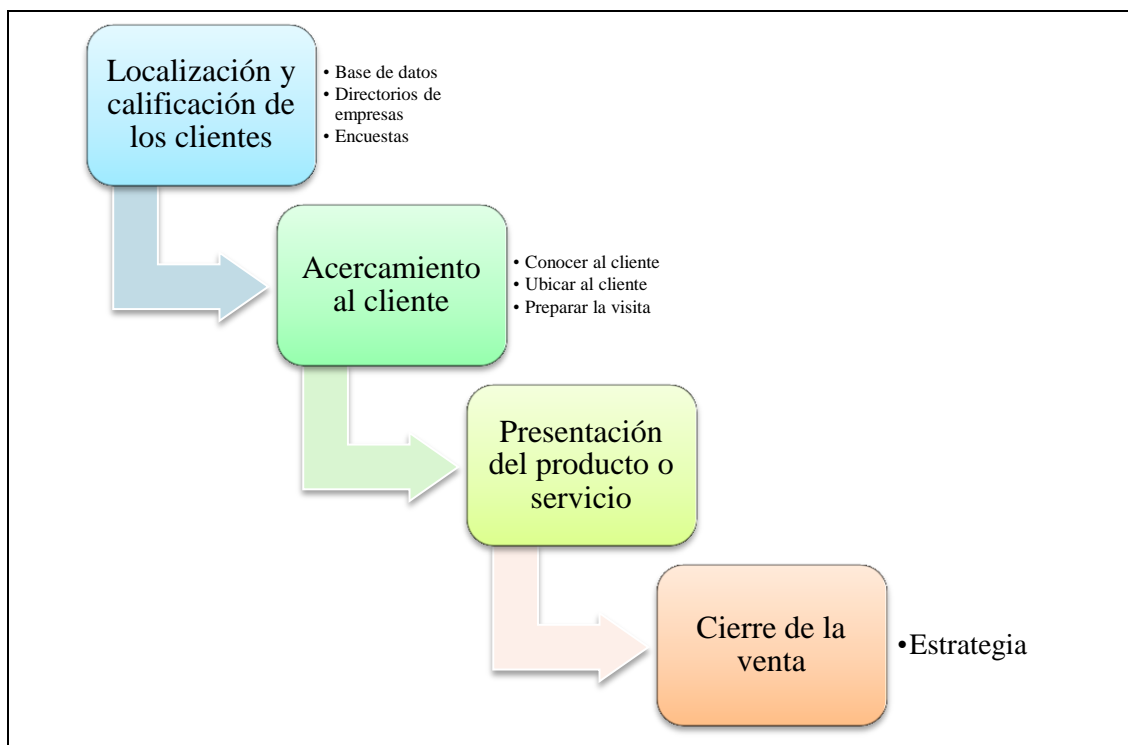 Localización y
calificación de
los clientes
• Base de datos
• Directorios de
empresas
• Encuestas
Acercamiento
al cliente
• Conocer al cliente
• Ubicar al cliente
• Preparar la visita
Presentación
del producto o
servicio
Cierre de la
venta
•Estrategia